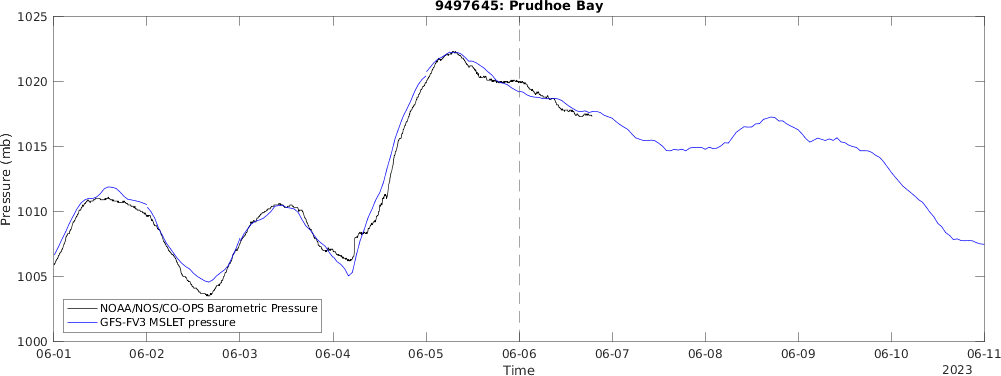 9497645: Prudhoe Bay
1025
1020
1015
1010
1005
1000
Pressure (mb)
NOAA/NOS/CO-OPS Barometric Pressure
GFS-FV3 MSLET pressure
06-01 06-02 06-03 06-04 06-05 06-06 06-07 06-08 06-09 06-10 06-11
Time
2023